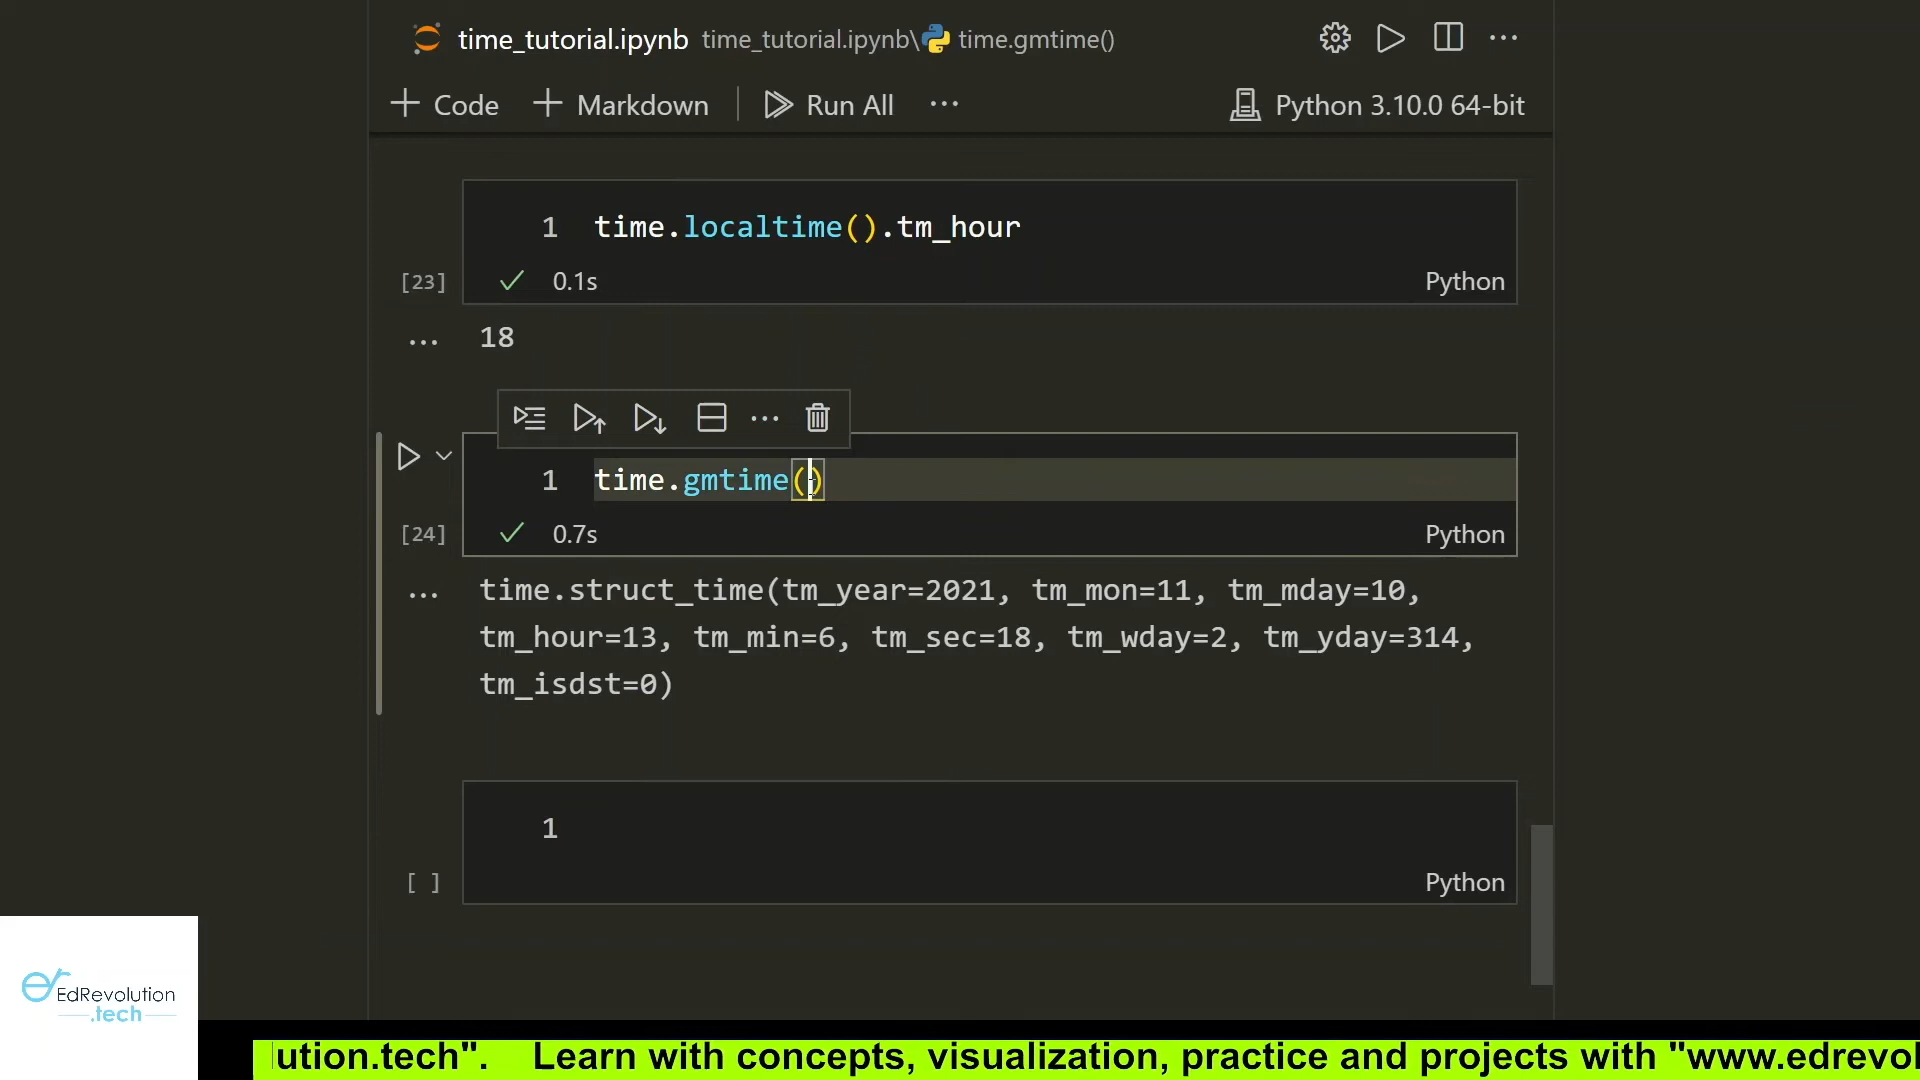 time_tutorial.ipynb time_tutorial.ipynb\ time.gmtime()
+ Code + Markdown Run All ... Python 3.10.0 64-bit
1 time.localtime().tm_hour
[23] ✓ 0.1s Python
... 18
1 time.gmtime()
[24] ✓ 0.7s Python
... time.struct_time(tm_year=2021, tm_mon=11, tm_mday=10,
tm_hour=13, tm_min=6, tm_sec=18, tm_wday=2, tm_yday=314,
tm_isdst=0)
1
[ ] Python
EdRevolution
.tech
ution.tech". Learn with concepts, visualization, practice and projects with "www.edrevol